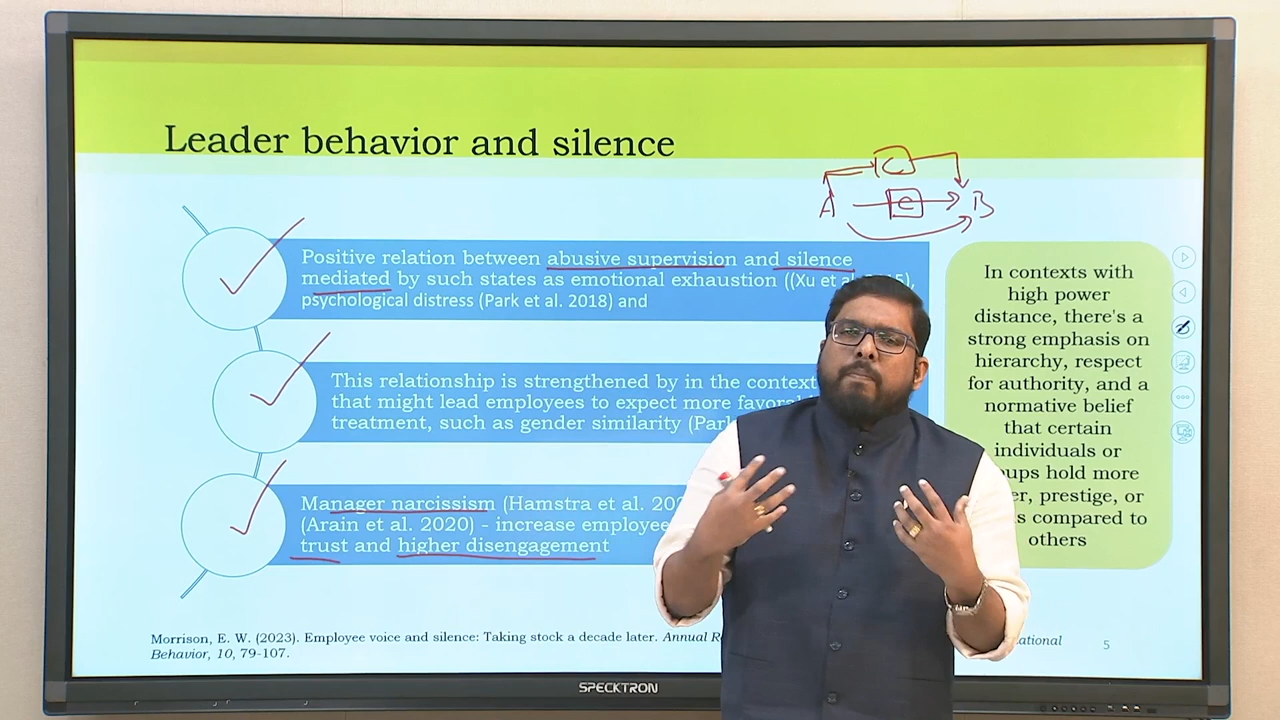 Leader behavior and silence
C
A C B
Positive relation between abusive supervision and silence
mediated by such states as emotional exhaustion ((Xu et al.
psychological distress (Park et al. 2018) and
This relationship is strengthened by in the context
that might lead employees to expect more
treatment, such as gender similarity
Manager narcissism (Hamstra et al.
(Arain et al. 2020) - increase employee
trust and higher disengagement
In contexts with
high power
distance, there's a
strong emphasis on
hierarchy, respect
for authority, and a
normative belief
that certain
individuals or
hold more
prestige, or
compared to
others
Morrison, E. W. (2023). Employee voice and silence: Taking stock a decade later. Annual
Behavior, 10, 79-107.
5
SPECKTRON